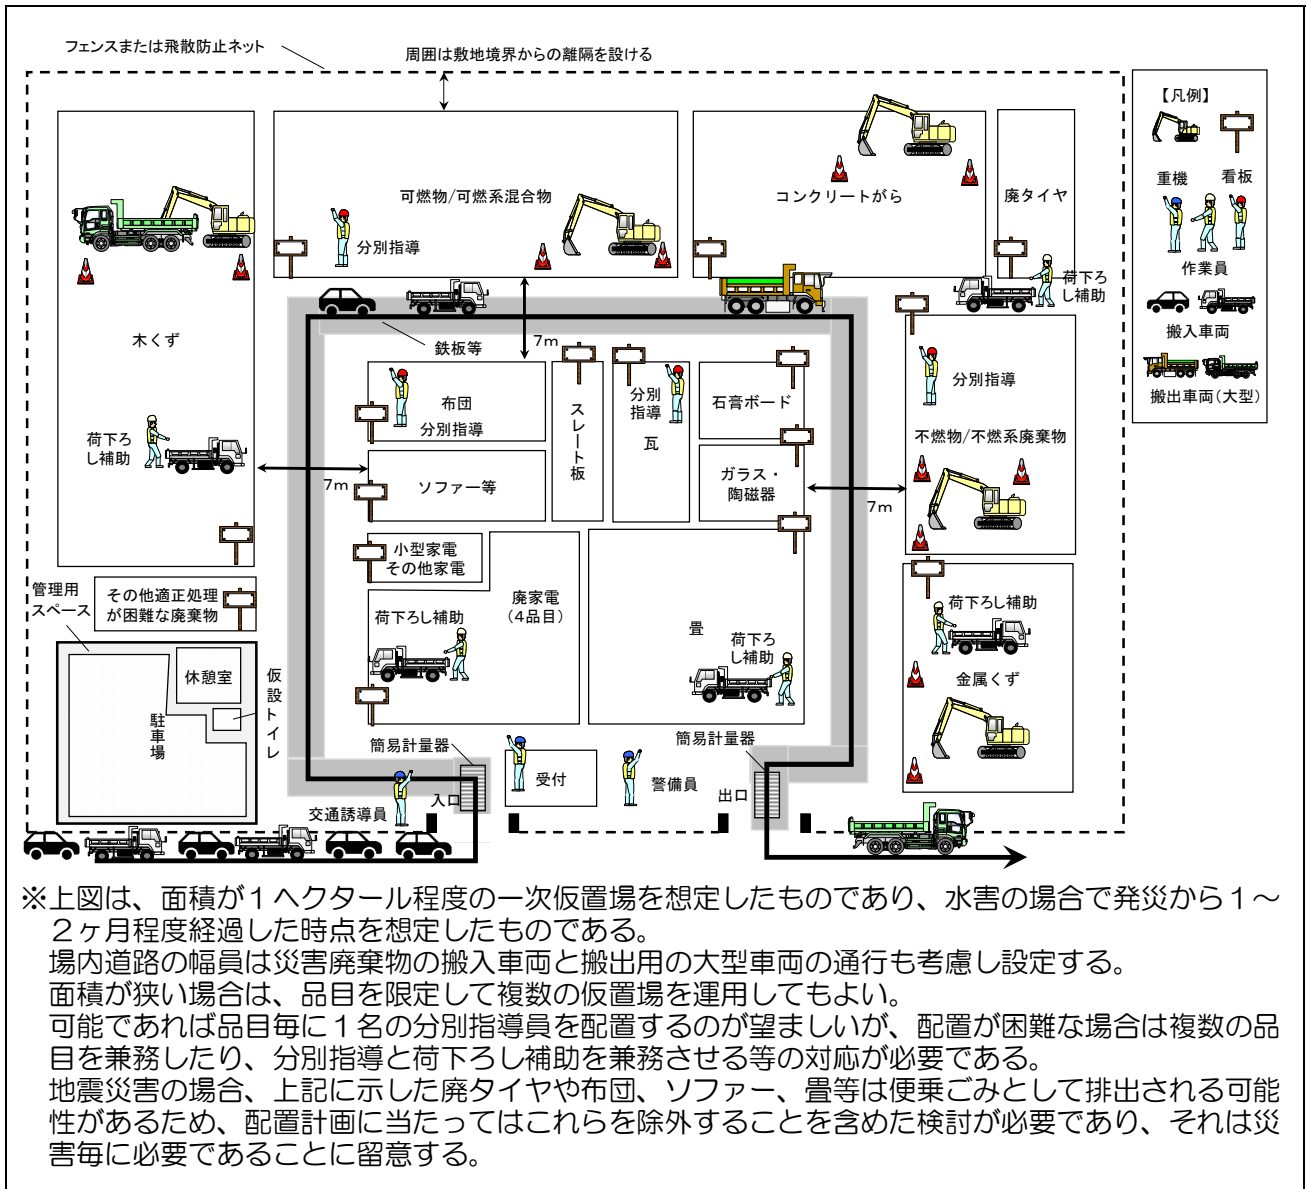 フェンスまたは飛散防止ネット
周囲は敷地境界からの離隔を設ける
【凡例】
重機
看板
作業員
搬入車両
搬出車両(大型)
可燃物/可燃系混合物
分別指導
コンクリートがら
廃タイヤ
荷下ろ
し補助
木くず
鉄板等
7m
布団
分別指導
スレート板
分別
指導
瓦
石膏ボード
分別指導
不燃物/不燃系廃棄物
荷下ろ
し補助
7m
ソファー等
ガラス・
陶磁器
7m
小型家電
その他家電
廃家電
(4品目)
荷下ろし補助
畳
荷下ろ
し補助
荷下ろし補助
金属くず
管理用
スペース
その他適正処理
が困難な廃棄物
休憩室
仮設トイレ
駐車場
簡易計量器
簡易計量器
受付
警備員
入口
出口
交通誘導員
※上図は、面積が1ヘクタール程度の一次仮置場を想定したものであり、水害の場合で発災から1～
2ヶ月程度経過した時点を想定したものである。
場内道路の幅員は災害廃棄物の搬入車両と搬出用の大型車両の通行も考慮し設定する。
面積が狭い場合は、品目を限定して複数の仮置場を運用してもよい。
可能であれば品目毎に1名の分別指導員を配置するのが望ましいが、配置が困難な場合は複数の品
目を兼務したり、分別指導と荷下ろし補助を兼務させる等の対応が必要である。
地震災害の場合、上記に示した廃タイヤや布団、ソファー、畳等は便乗ごみとして排出される可能
性があるため、配置計画に当たってはこれらを除外することを含めた検討が必要であり、それは災
害毎に必要であることに留意する。